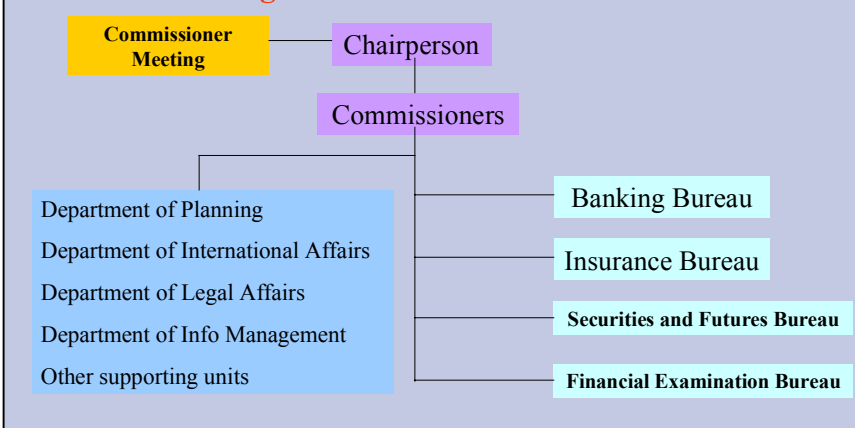 Commissioner
Meeting
Chairperson
Commissioners
Department of Planning
Department of International Affairs
Department of Legal Affairs
Department of Info Management
Other supporting units
Banking Bureau
Insurance Bureau
Securities and Futures Bureau
Financial Examination Bureau